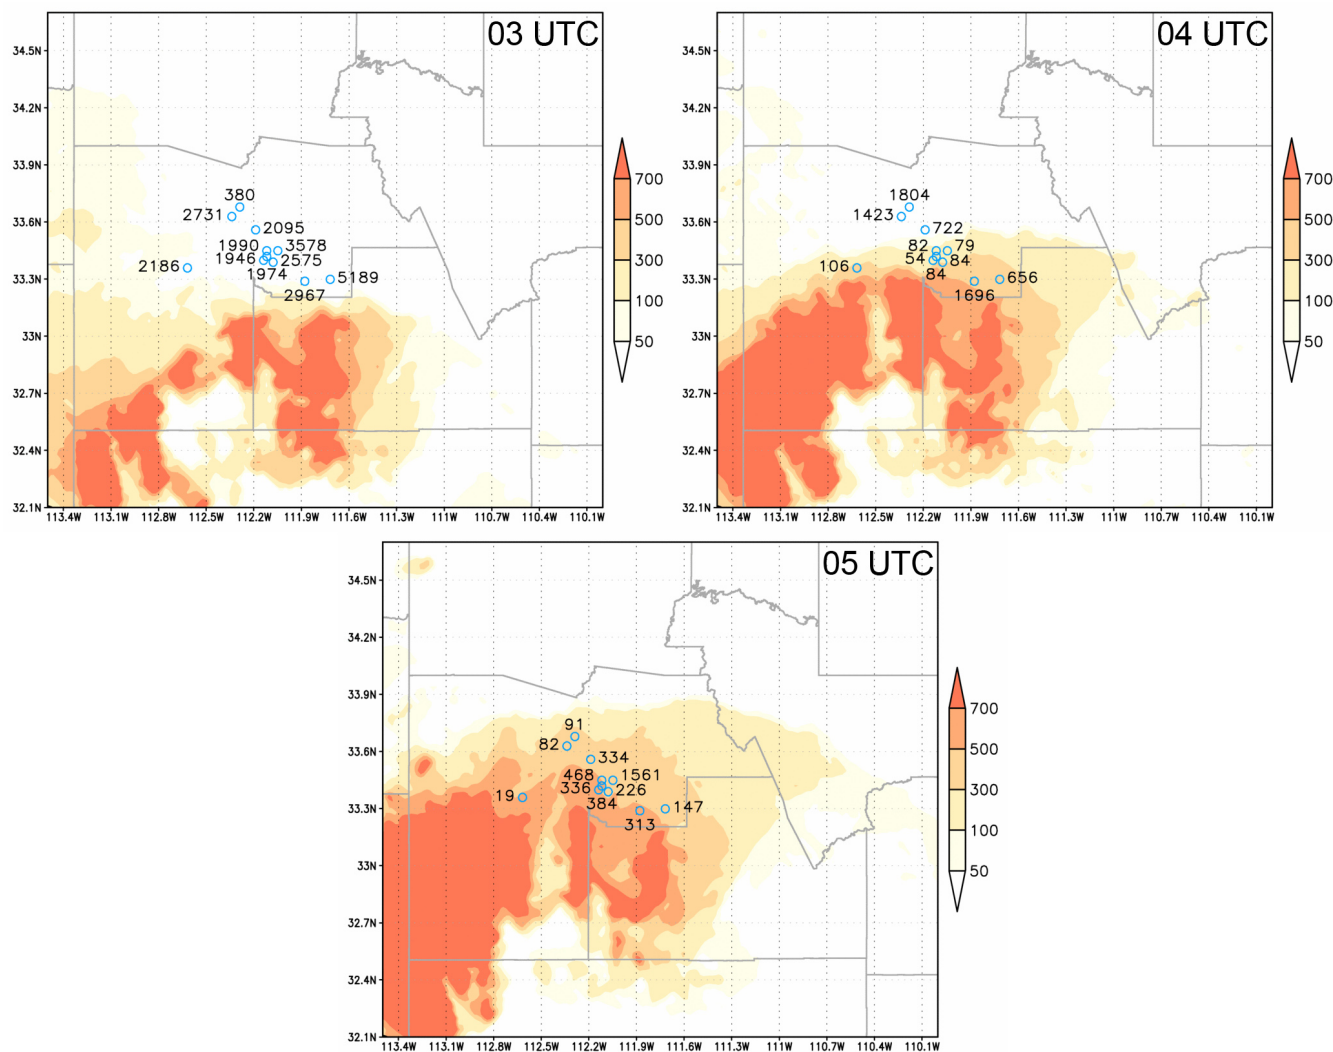 03 UTC
34.5N
34.2N
33.9N
33.6N
33.3N
33N
32.7N
32.4N
32.1N
380
2731
2095
1990
3578
1946
2575
2186
1974
5189
2967
113.4W 113.1W 112.8W 112.5W 112.2W 111.9W 111.6W 111.3W 111W 110.7W 110.4W 110.1W
700
500
300
100
50
04 UTC
34.5N
34.2N
33.9N
33.6N
33.3N
33N
32.7N
32.4N
32.1N
1804
1423
722
82
79
54
84
106
84
656
1696
113.4W 113.1W 112.8W 112.5W 112.2W 111.9W 111.6W 111.3W 111W 110.7W 110.4W 110.1W
700
500
300
100
50
05 UTC
34.5N
34.2N
33.9N
33.6N
33.3N
33N
32.7N
32.4N
32.1N
91
82
334
468
1561
336
226
19
384
147
313
113.4W 113.1W 112.8W 112.5W 112.2W 111.9W 111.6W 111.3W 111W 110.7W 110.4W 110.1W
700
500
300
100
50